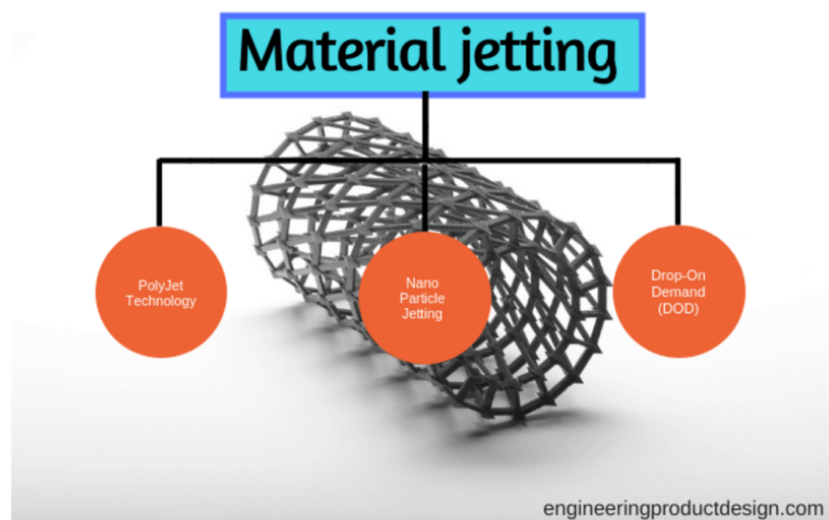 Material jetting
PolyJet
Technology
Nano
Particle
Jetting
Drop-On
Demand
(DOD)
engineeringproductdesign.com